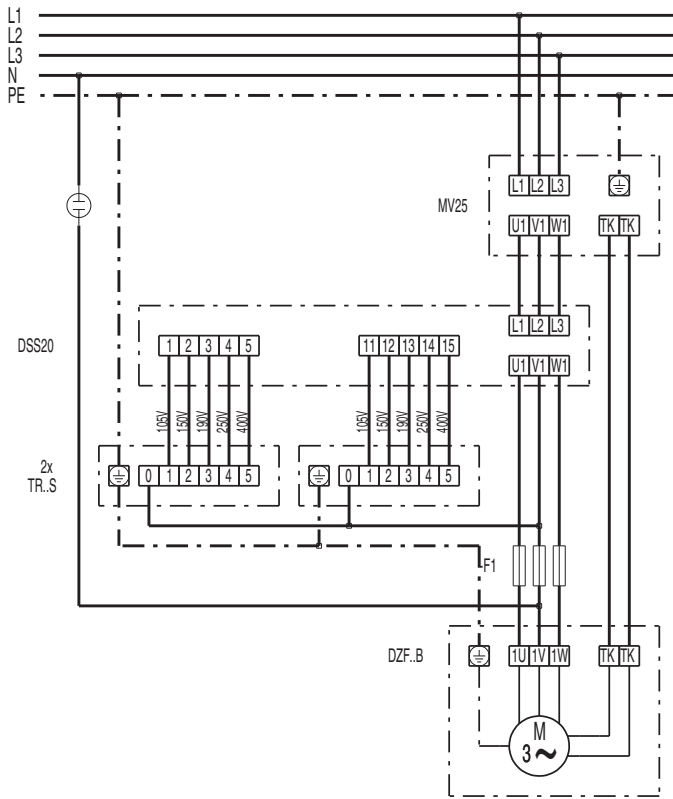 L1
L2
L3
N
PE
L1 L2 L3
MV25
U1 V1 W1 TK TK
L1 L2 L3
DSS20
1 2 3 4 5 11 12 13 14 15
U1 V1 W1
105V 150V 190V 250V 400V 105V 150V 190V 250V 400V
2x
TR..S
0 1 2 3 4 5 0 1 2 3 4 5
F1
DZF..B
1U 1V 1W TK TK
M
3 ~